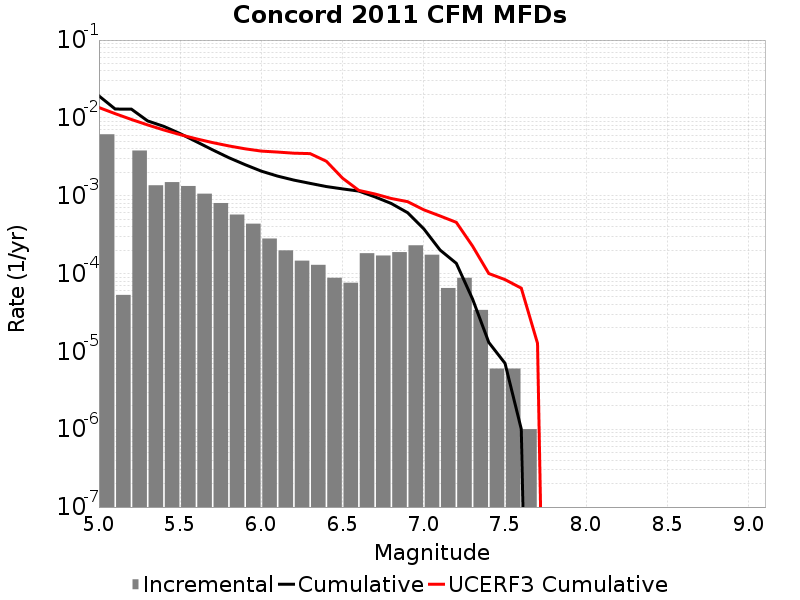 Concord 2011 CFM MFDs
10-1
10-2
10-3
10-4
10-5
10-6
10-7
Rate (1/yr)
5.0 5.5 6.0 6.5 7.0 7.5 8.0 8.5 9.0
Magnitude
Incremental Cumulative UCERF3 Cumulative